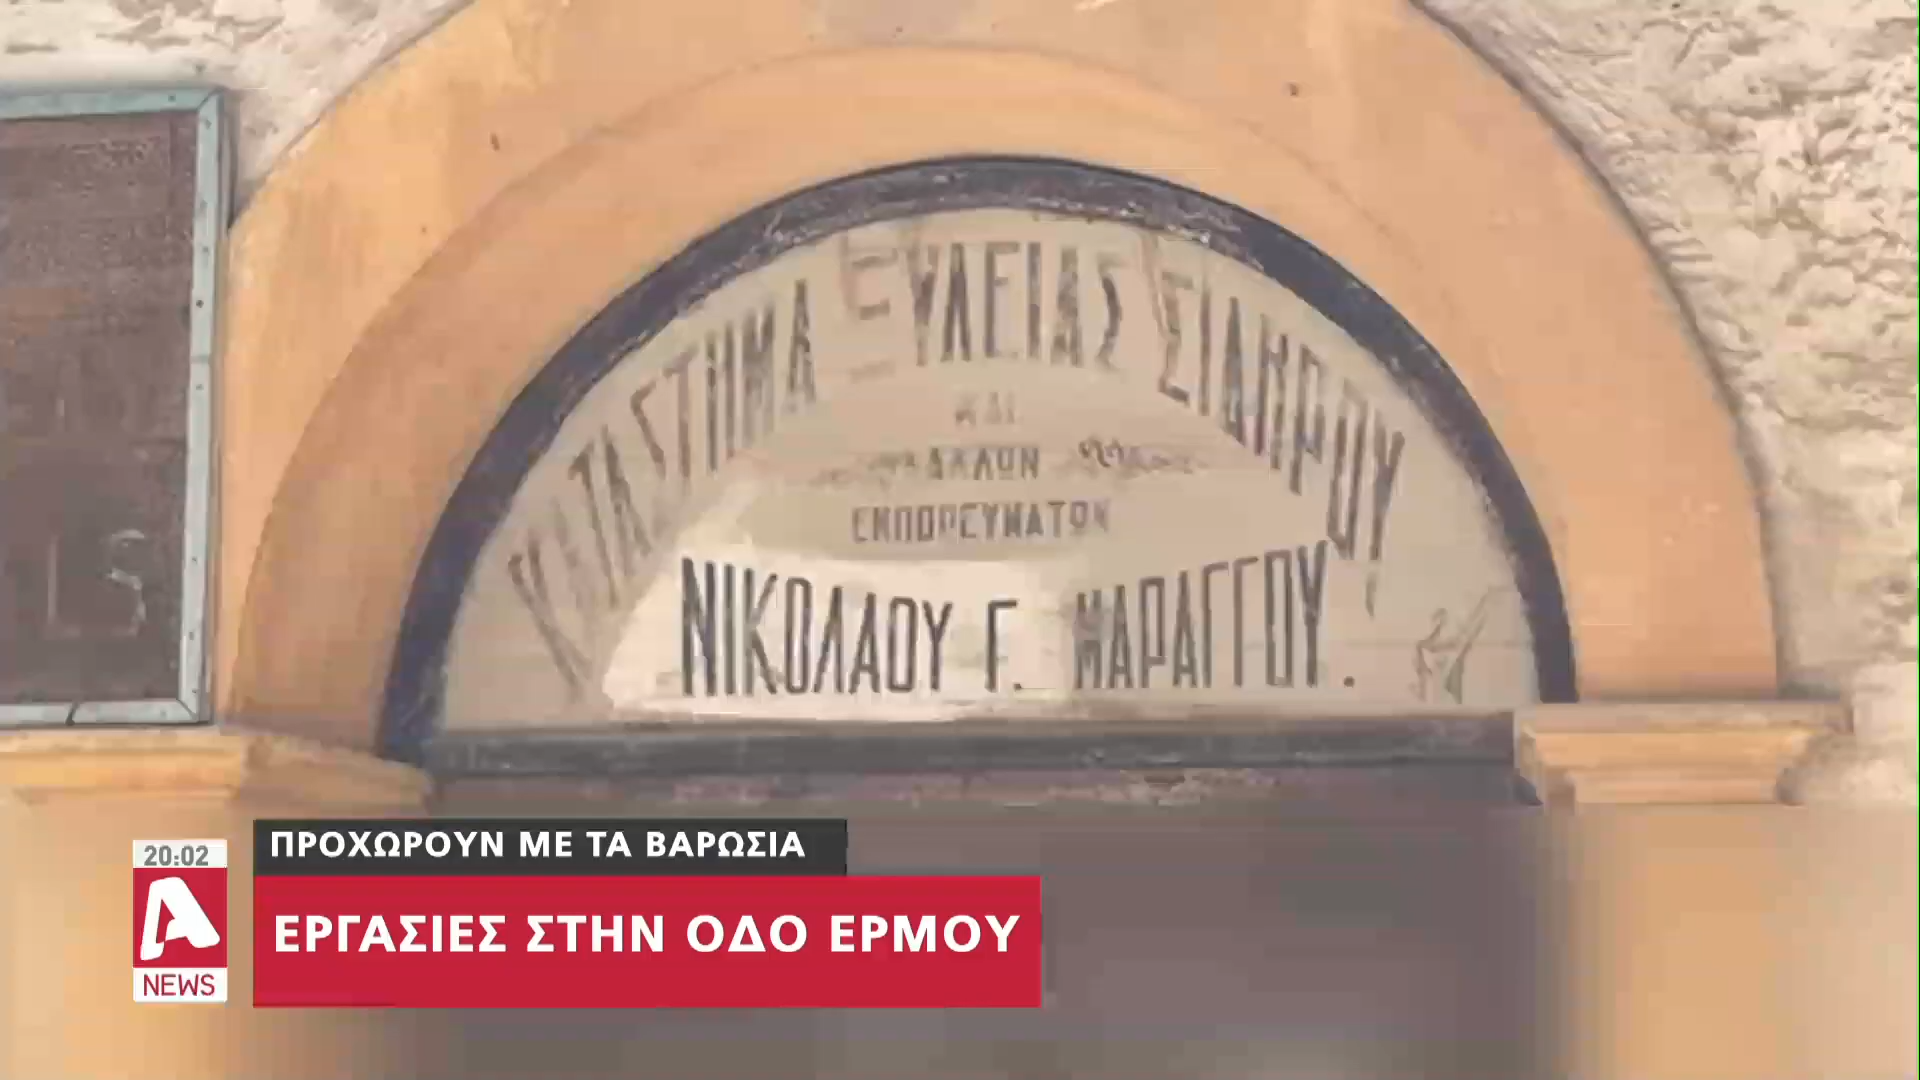 LS
ΚΑΤΑΣΤΗΜΑ ΞΥΛΕΙΑΣ ΣΙΔΗΡΟΥ
ΚΑΙ
ΑΛΛΩΝ
ΕΜΠΟΡΕΥΜΑΤΩΝ
ΝΙΚΟΛΑΟΥ Γ. ΜΑΡΑΓΓΟΥ.
20:02
NEWS
ΠΡΟΧΩΡΟΥΝ ΜΕ ΤΑ ΒΑΡΩΣΙΑ
ΕΡΓΑΣΙΕΣ ΣΤΗΝ ΟΔΟ ΕΡΜΟΥ